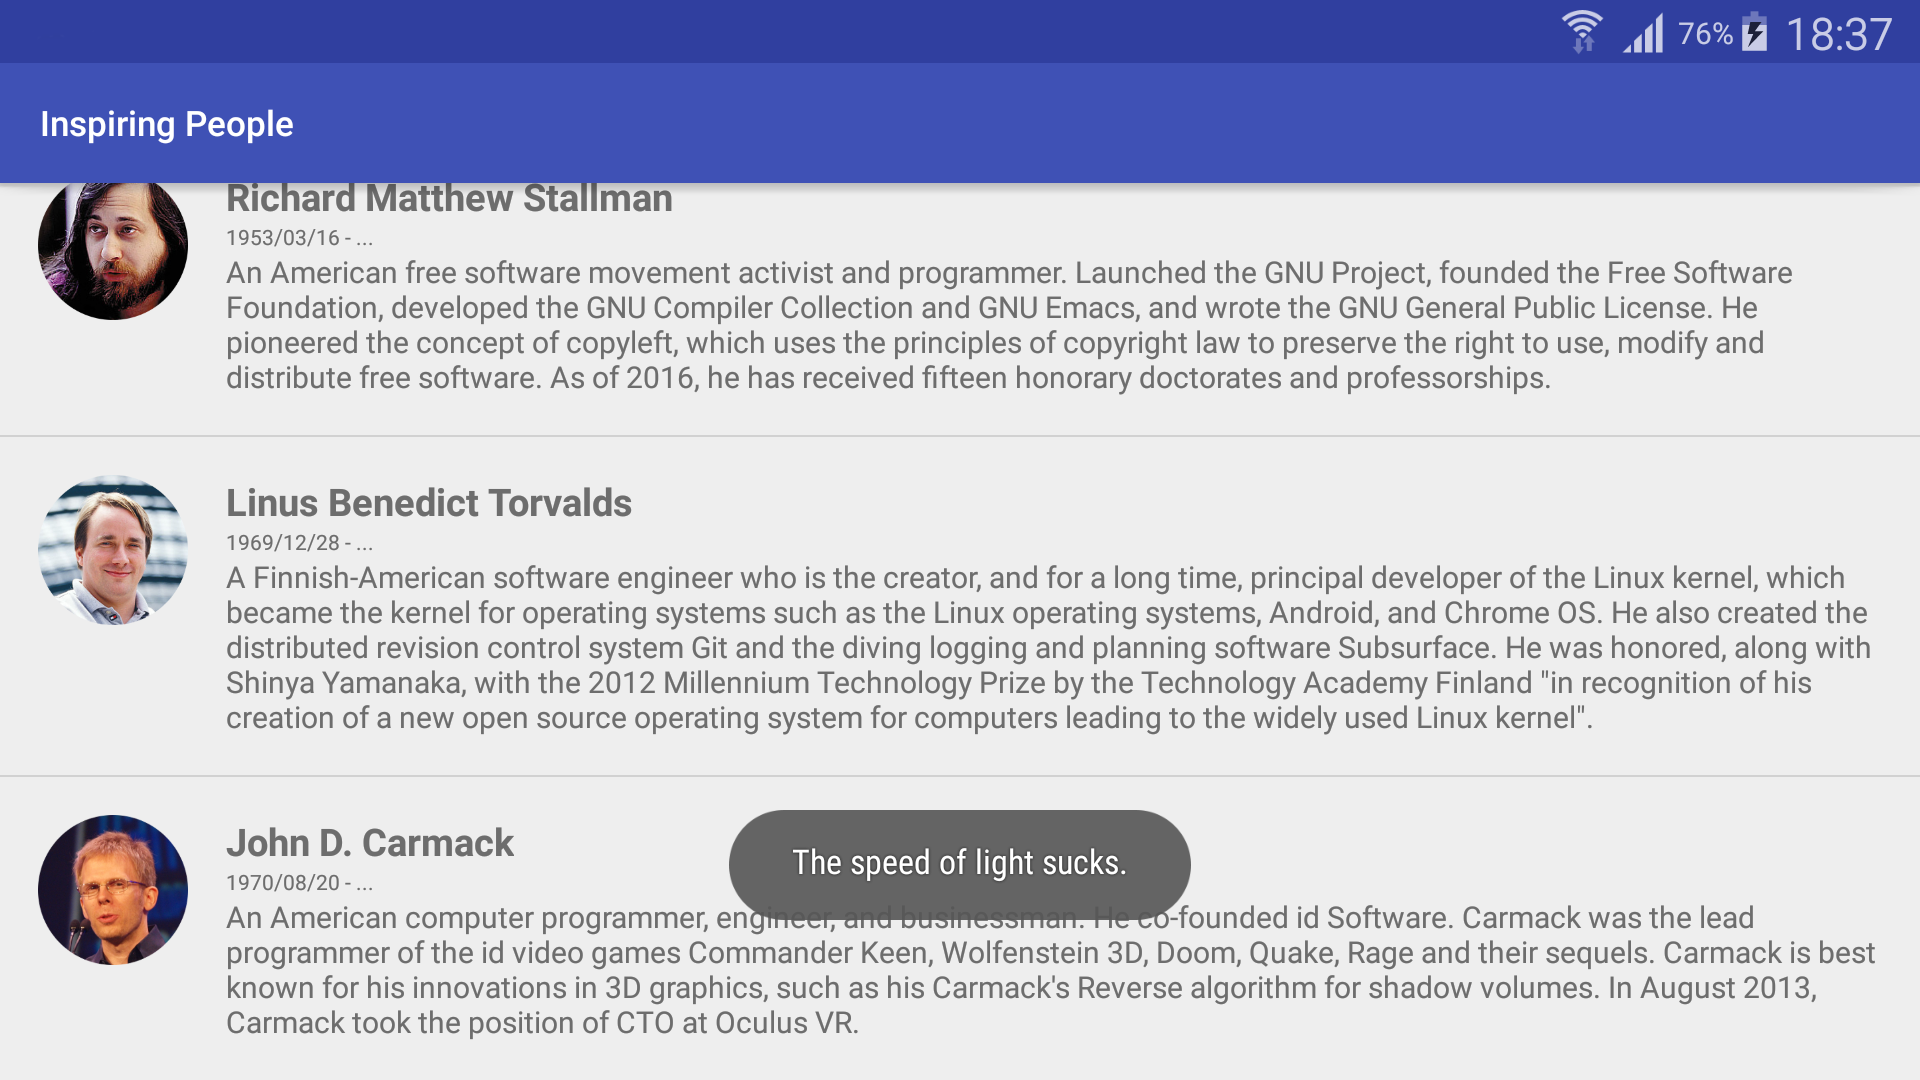 76% 18:37
Inspiring People
Richard Matthew Stallman
1953/03/16 - ...
An American free software movement activist and programmer. Launched the GNU Project, founded the Free Software
Foundation, developed the GNU Compiler Collection and GNU Emacs, and wrote the GNU General Public License. He
pioneered the concept of copyleft, which uses the principles of copyright law to preserve the right to use, modify and
distribute free software. As of 2016, he has received fifteen honorary doctorates and professorships.
Linus Benedict Torvalds
1969/12/28 - ...
A Finnish-American software engineer who is the creator, and for a long time, principal developer of the Linux kernel, which
became the kernel for operating systems such as the Linux operating systems, Android, and Chrome OS. He also created the
distributed revision control system Git and the diving logging and planning software Subsurface. He was honored, along with
Shinya Yamanaka, with the 2012 Millennium Technology Prize by the Technology Academy Finland "in recognition of his
creation of a new open source operating system for computers leading to the widely used Linux kernel".
John D. Carmack
The speed of light sucks.
1970/08/20 - ...
An American computer programmer, engineer, and businessman. He co-founded id Software. Carmack was the lead
programmer of the id video games Commander Keen, Wolfenstein 3D, Doom, Quake, Rage and their sequels. Carmack is best
known for his innovations in 3D graphics, such as his Carmack's Reverse algorithm for shadow volumes. In August 2013,
Carmack took the position of CTO at Oculus VR.